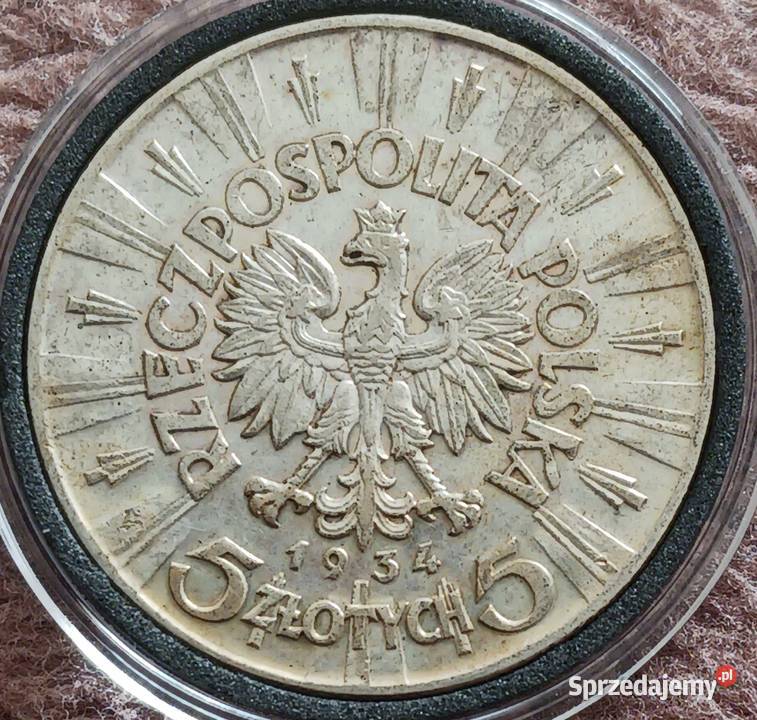 RZECZPOSPOLITA POLSKA
1934
5 ZŁOTYCH 5
Sprzedajemy.pl